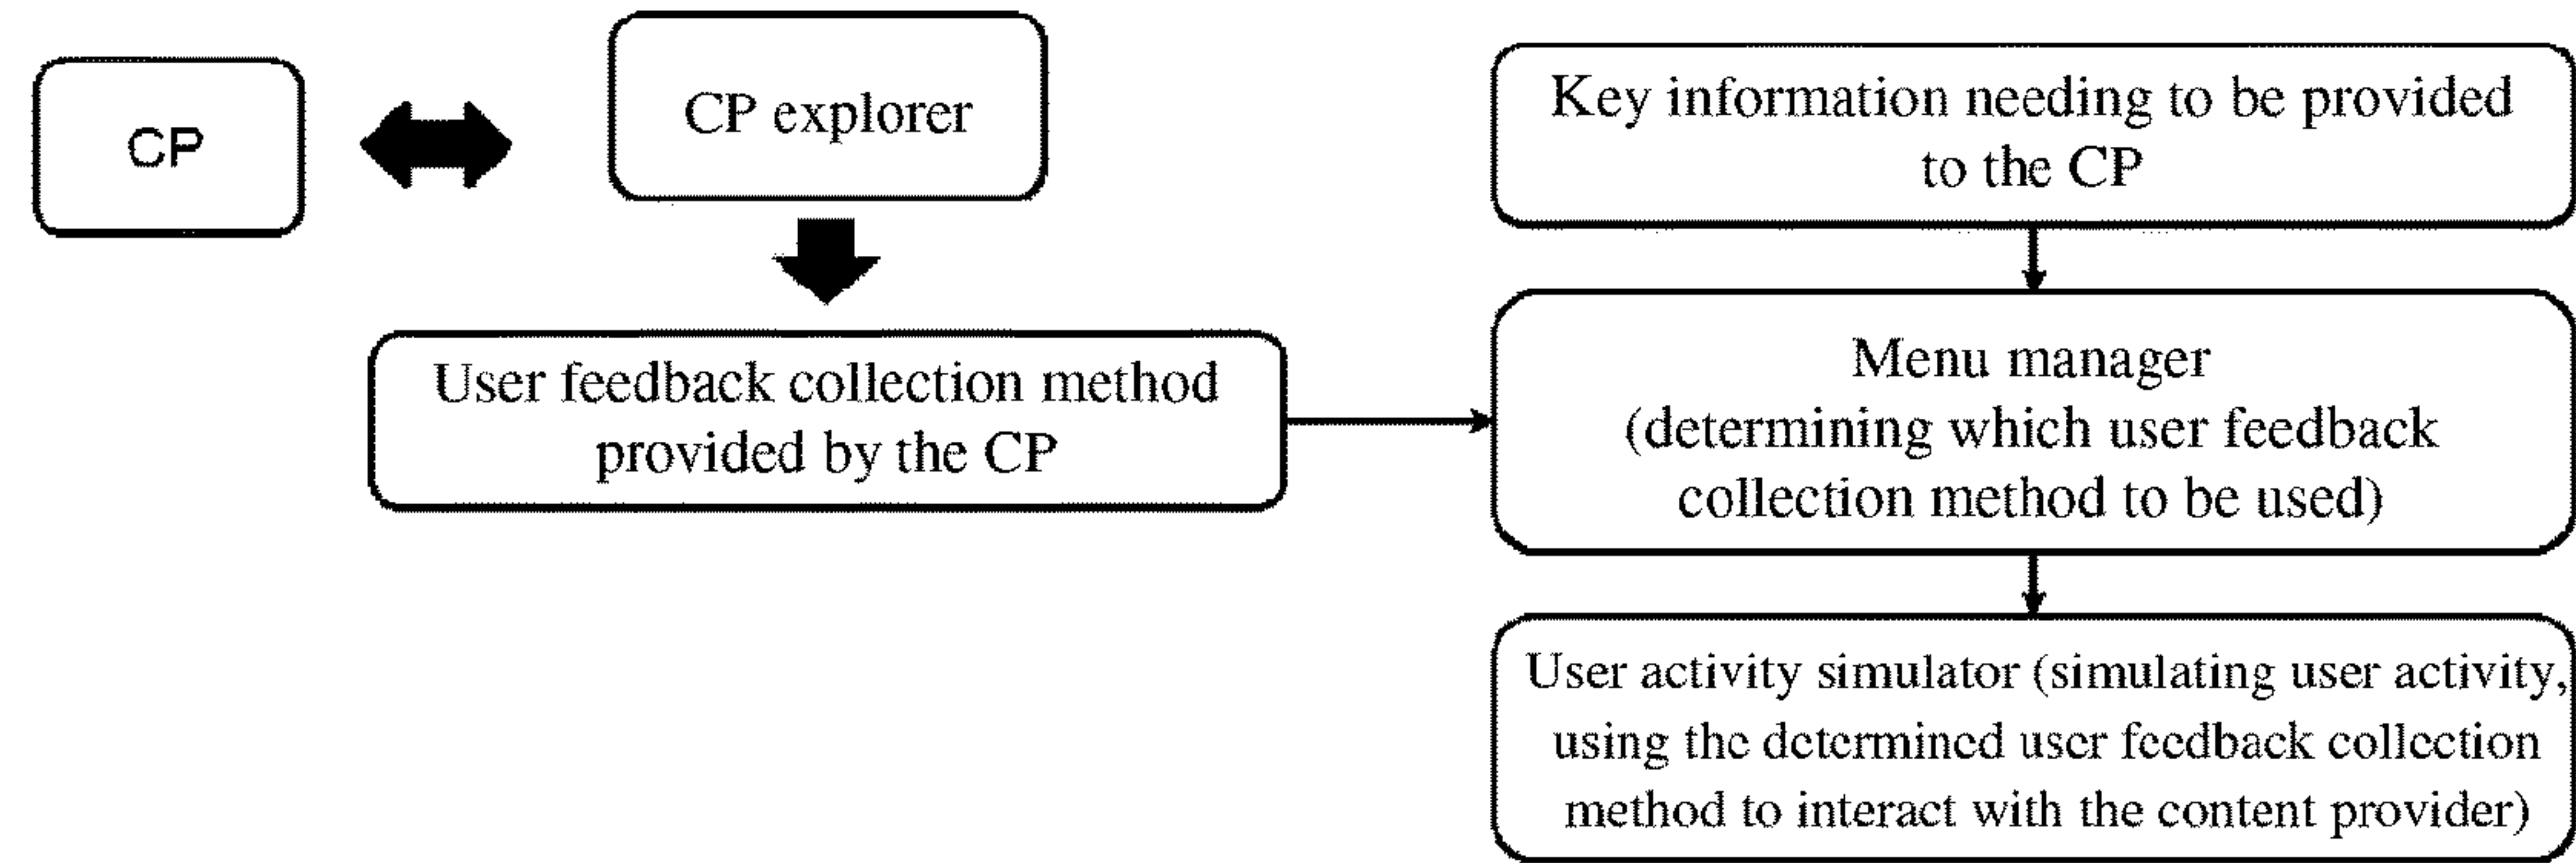 CP
CP explorer
Key information needing to be provided
to the CP
User feedback collection method
provided by the CP
Menu manager
(determining which user feedback
collection method to be used)
User activity simulator (simulating user activity,
using the determined user feedback collection
method to interact with the content provider)